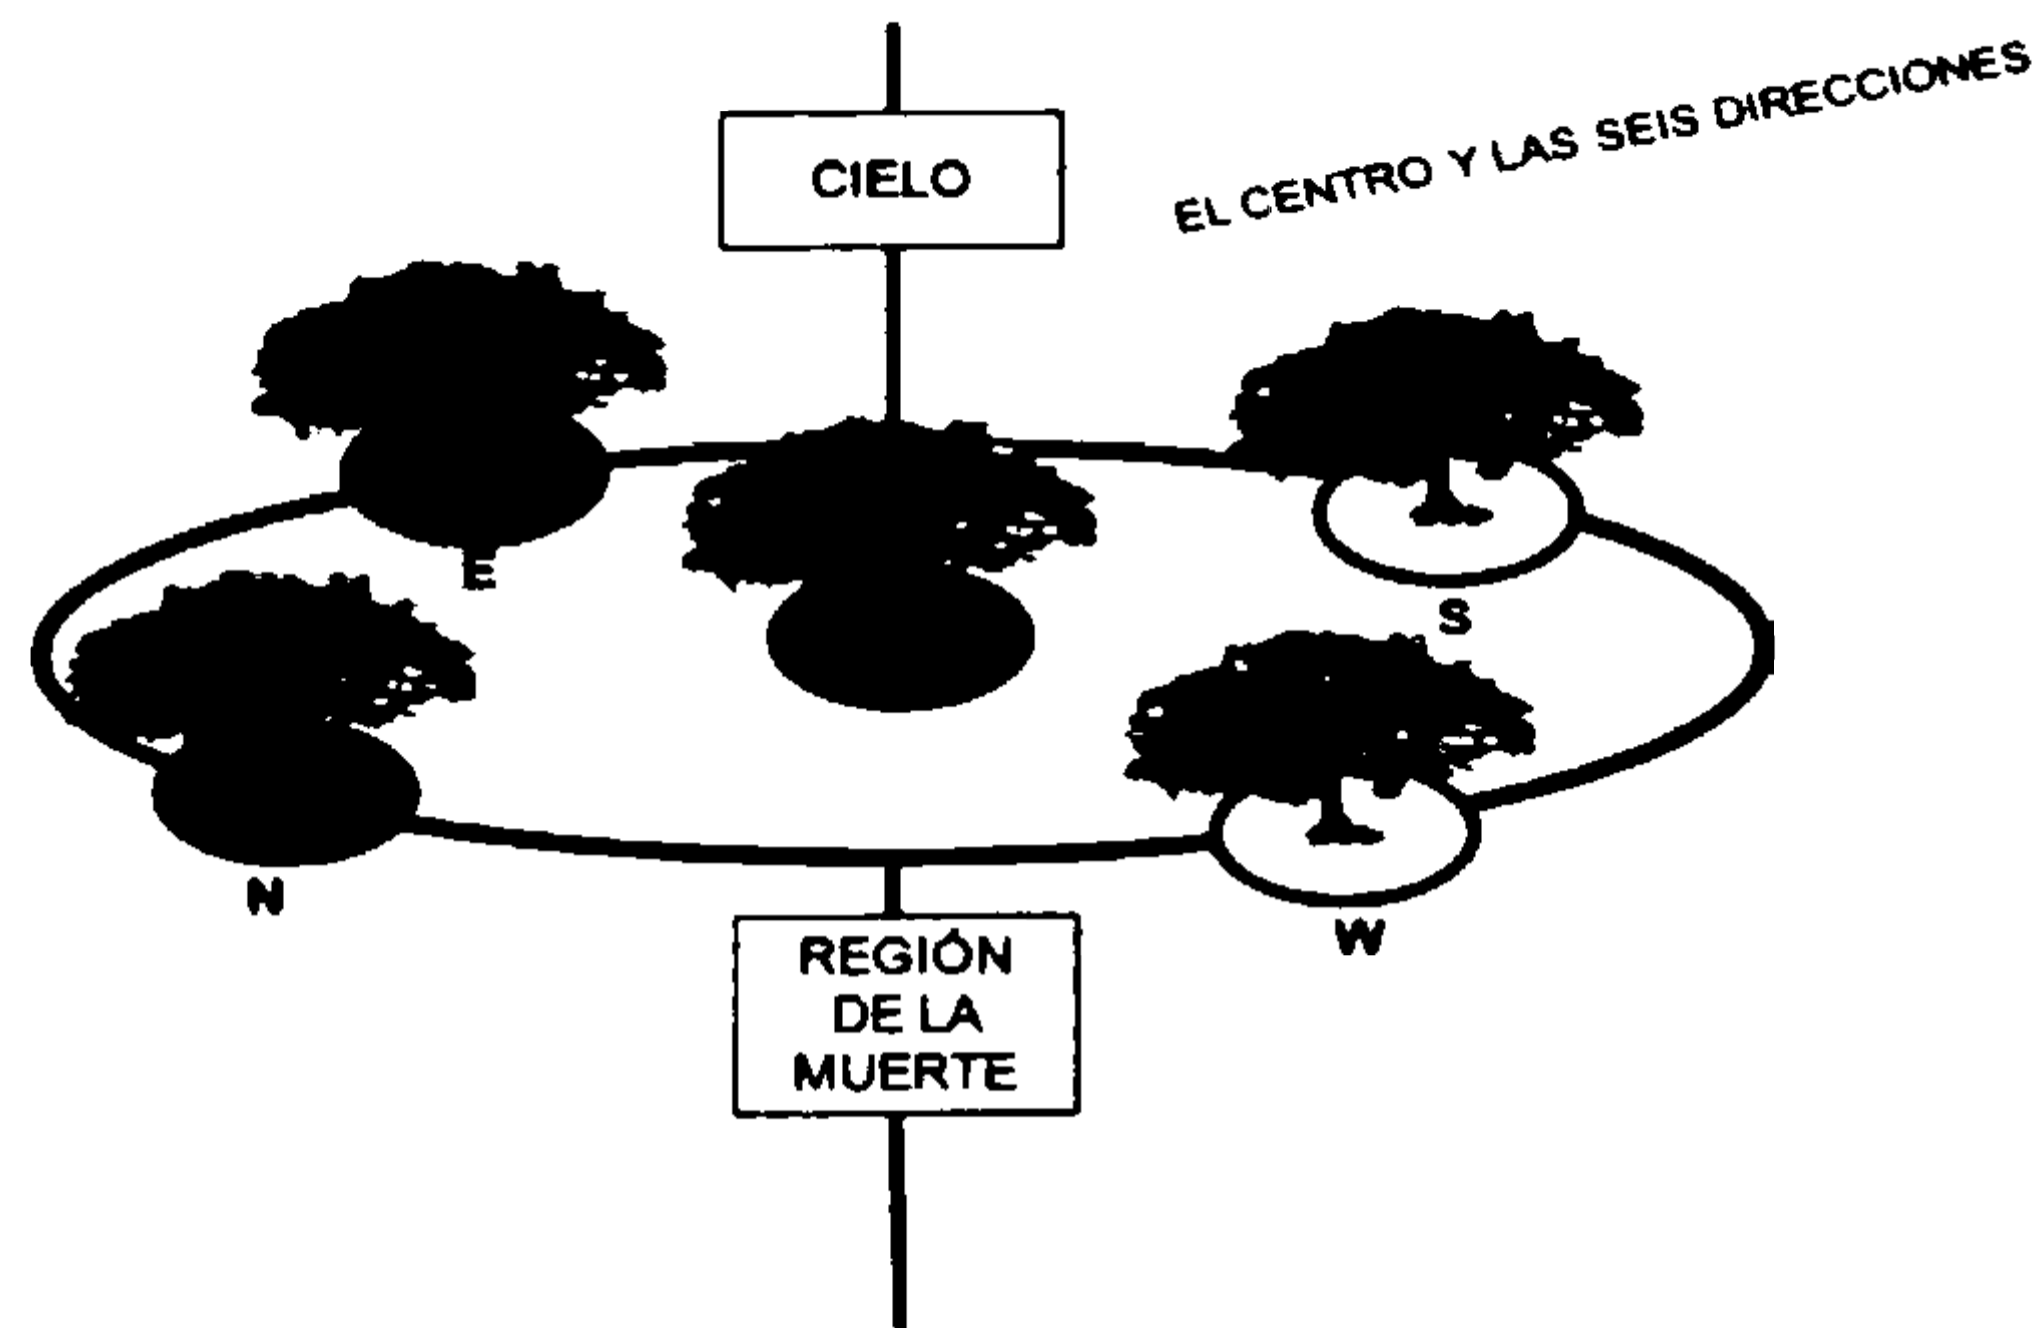 CIELO
EL CENTRO Y LAS SEIS DIRECCIONES
E
S
N
W
REGIÓN
DE LA
MUERTE